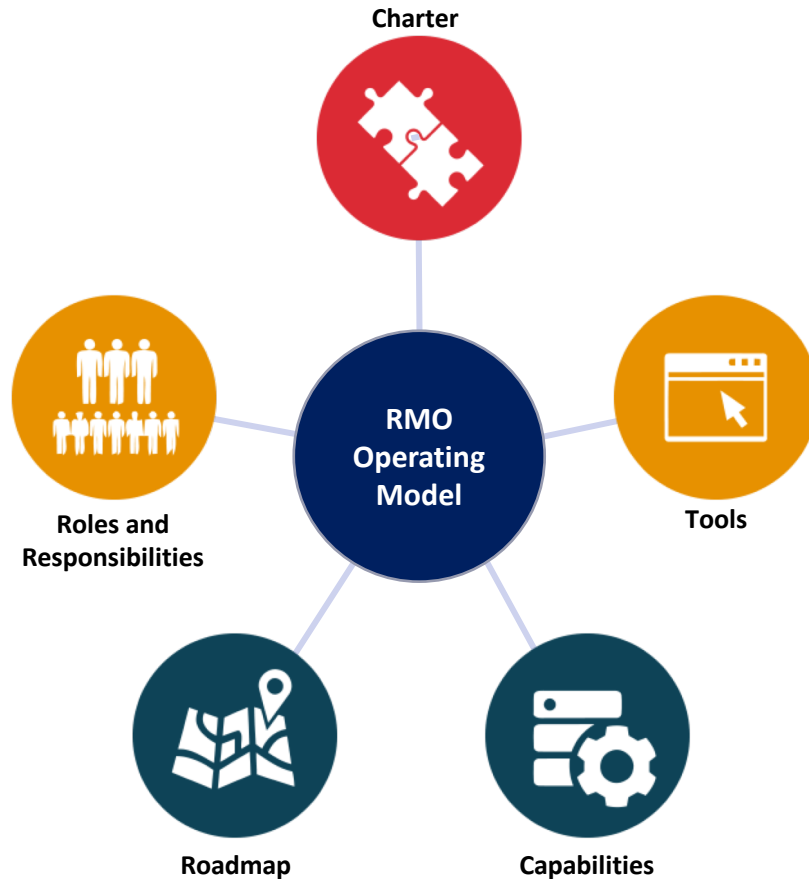 Charter
RMO
Operating
Model
Tools
Roles and
Responsibilities
Roadmap
Capabilities